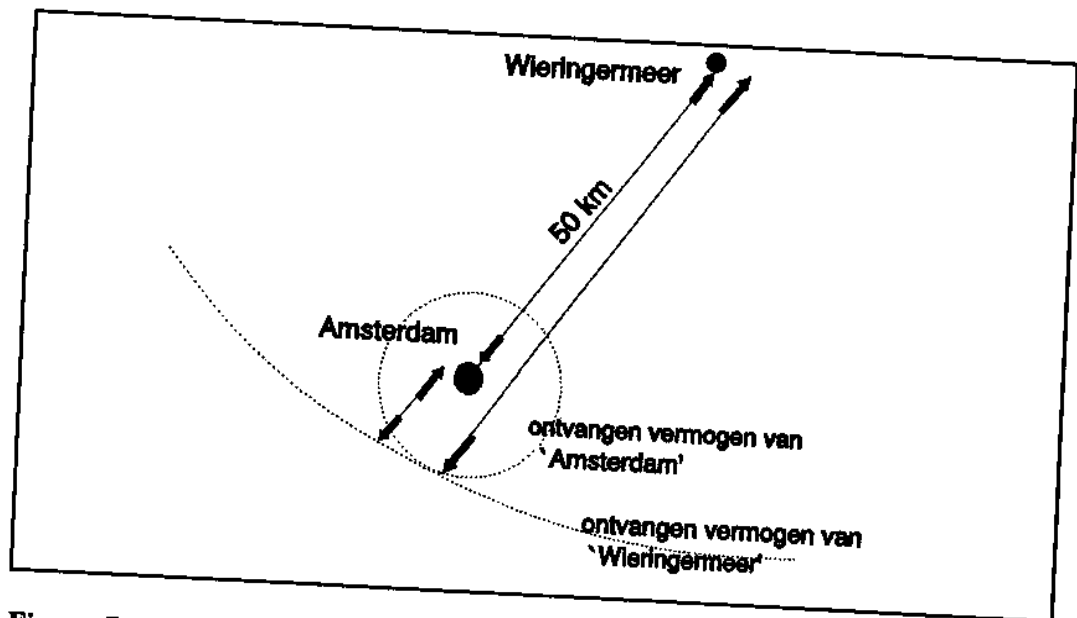 Wieringermeer
50 km
Amsterdam
ontvangen vermogen van
`Amsterdam'
ontvangen vermogen van
`Wieringermeer'